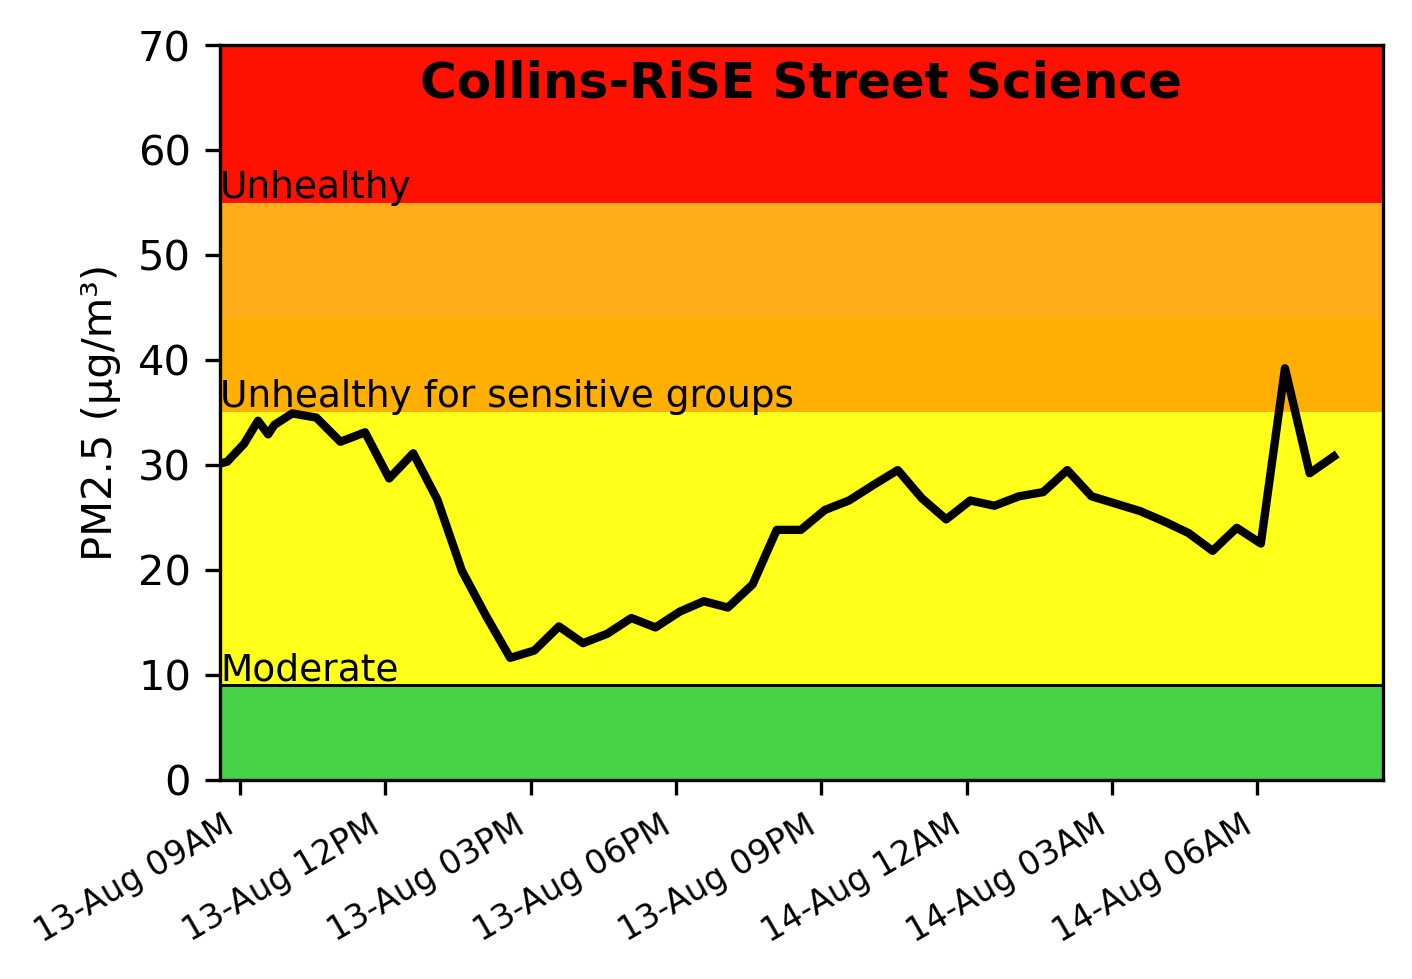 Collins-RiSE Street Science
70
60
Unhealthy
50
40
Unhealthy for sensitive groups
30
20
Moderate
10
0
PM2.5 (µg/m³)
13-Aug 09AM
13-Aug 12PM
13-Aug 03PM
13-Aug 06PM
13-Aug 09PM
14-Aug 12AM
14-Aug 03AM
14-Aug 06AM